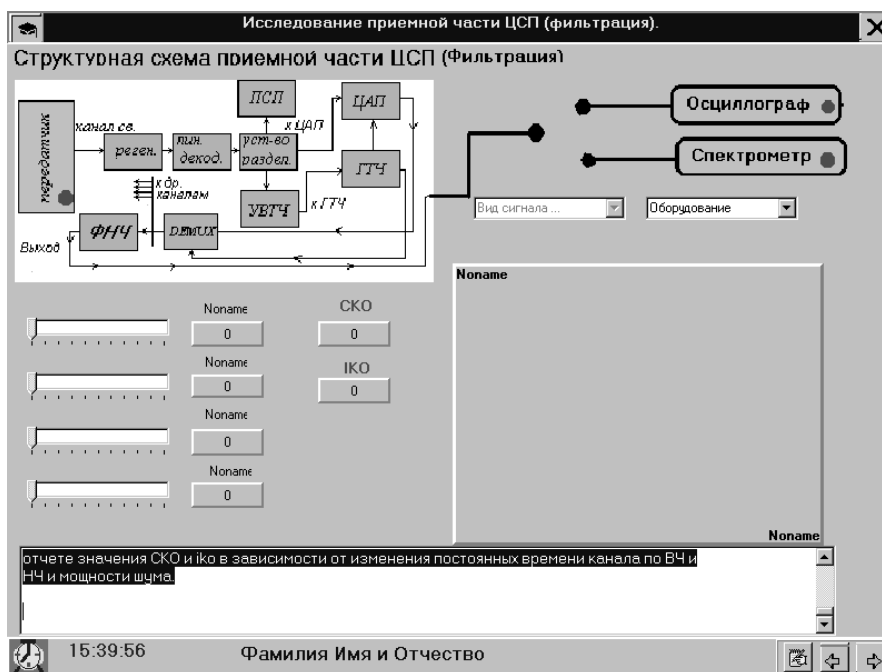 Исследование приемной части ЦСП (фильтрация).
Структурная схема приемной части ЦСП (Фильтрация)
передатчик
канал св.
реген.
лин. декод.
уст-во раздел.
ПСП
к ЦАП
ЦАП
ГТЧ
УВТЧ
к ГТЧ
к др. каналам
ФНЧ
DEMUX
Выход
Осциллограф
Спектрометр
Вид сигнала ...
Оборудование
Noname
0
Noname
0
Noname
0
Noname
0
СКО
0
IKO
0
Noname
Noname
отчете значения СКО и iko в зависимости от изменения постоянных времени канала по ВЧ и
НЧ и мощности шума.
15:39:56
Фамилия Имя и Отчество